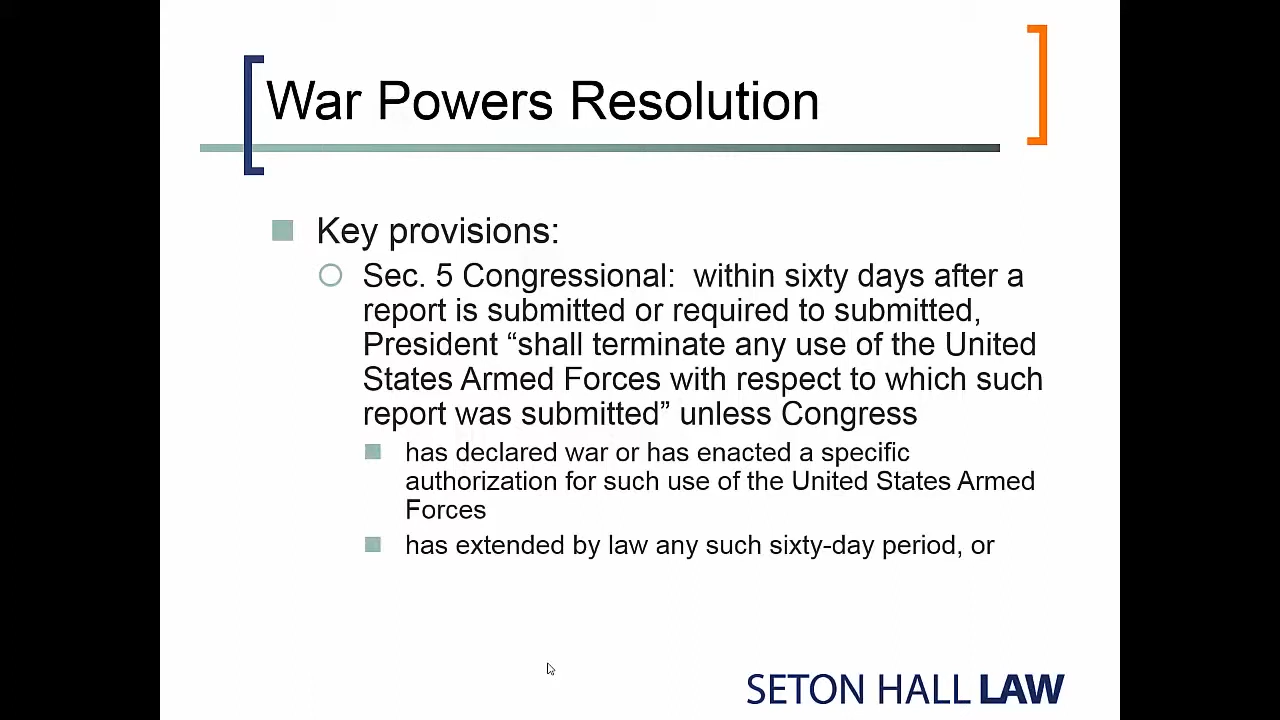 War Powers Resolution
Key provisions:
Sec. 5 Congressional:  within sixty days after a
report is submitted or required to submitted,
President “shall terminate any use of the United
States Armed Forces with respect to which such
report was submitted” unless Congress
has declared war or has enacted a specific
authorization for such use of the United States Armed
Forces
has extended by law any such sixty-day period, or
SETON HALL LAW